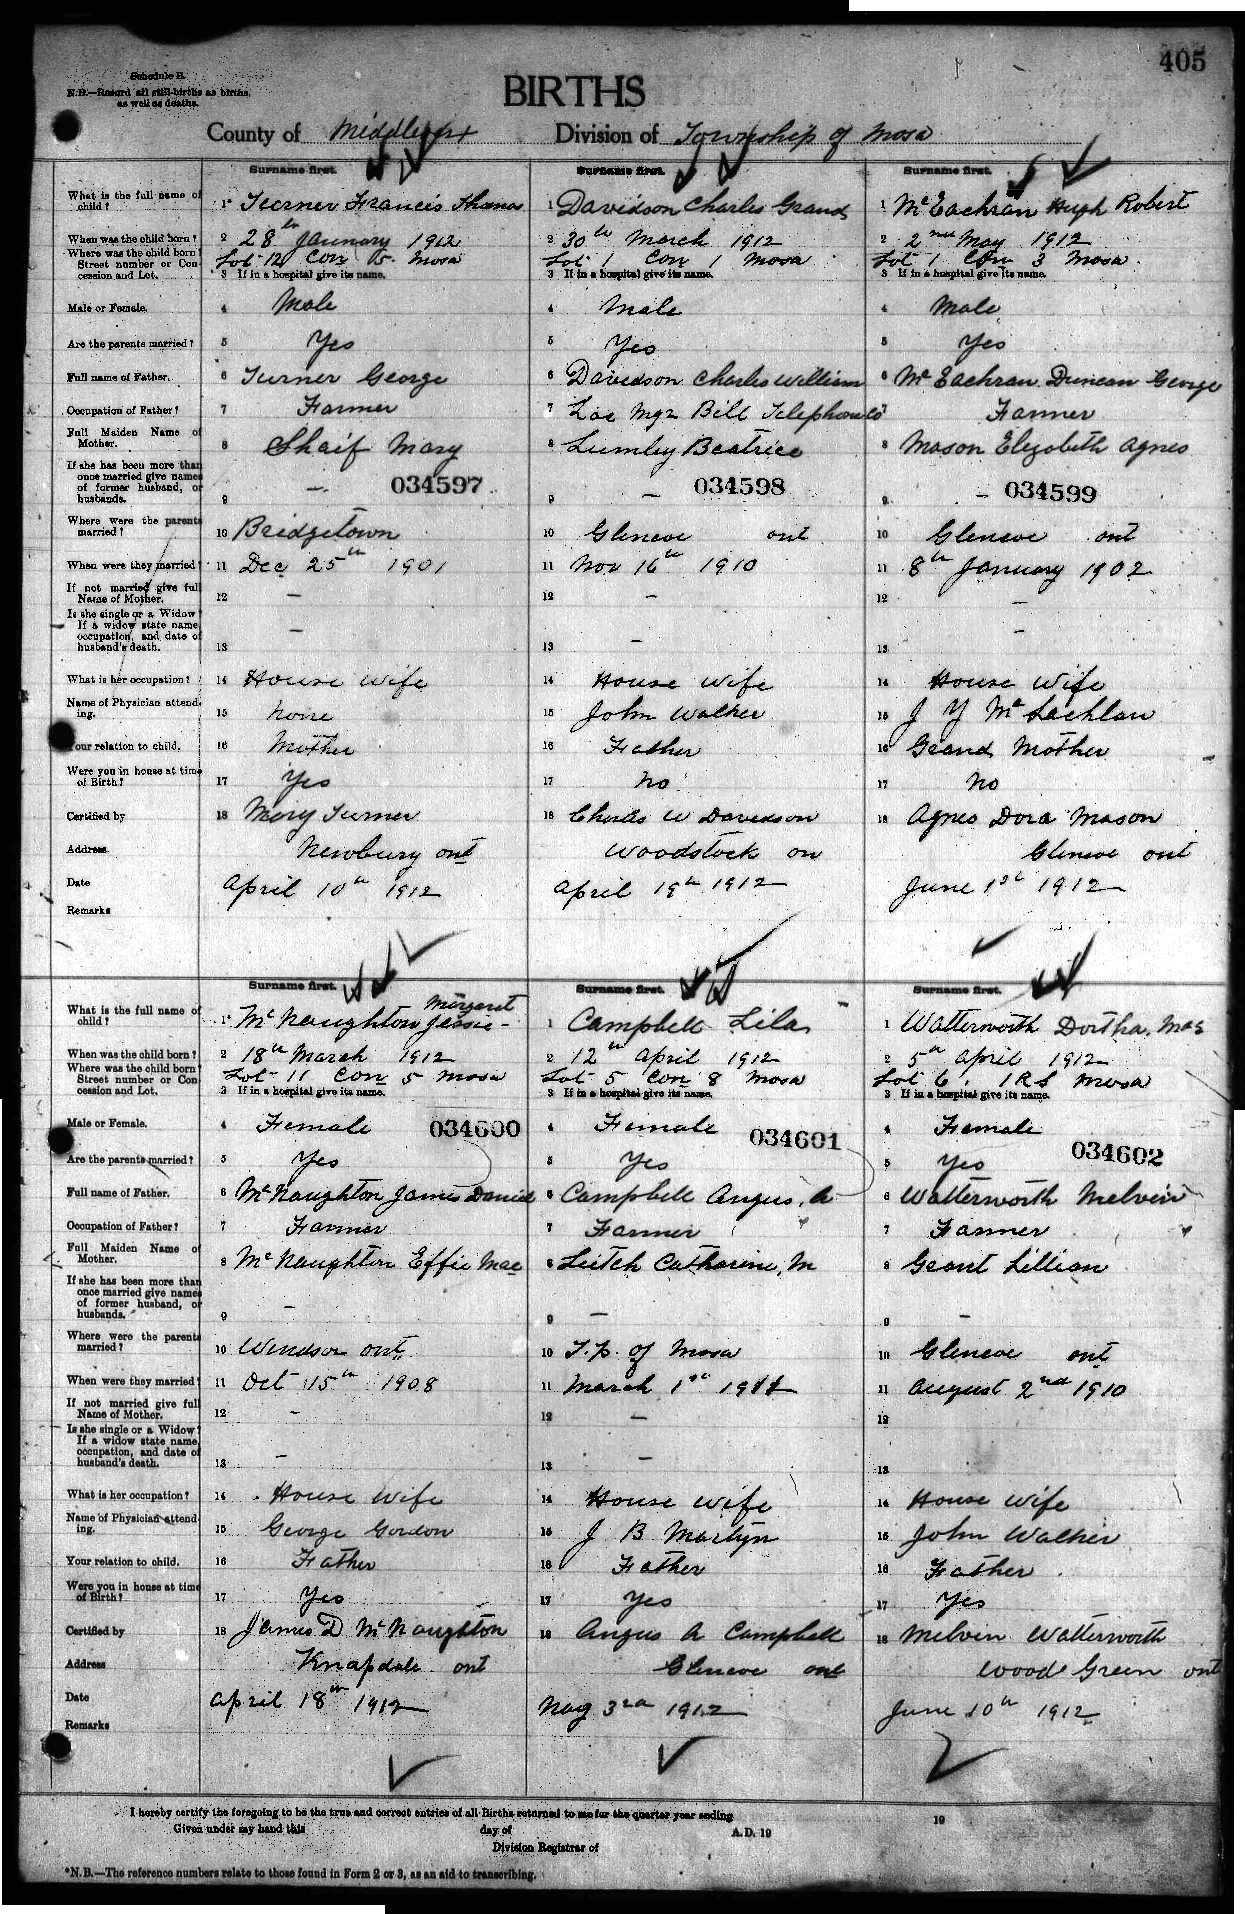 405
Schedule B.
N.B.—Record all still-births as births,
as well as deaths.
BIRTHS
County of Middlesex Division of Township of Mosa
Surname first. Surname first. Surname first.
What is the full name of
child? 1* Turner Francis Thomas 1 Davidson Charles Grand 1 McEachran Hugh Robert
When was the child born? 2 28th January 1912 2 30th March 1912 2 2nd May 1912
Where was the child born? Lot 12 Con 15 Mosa Lot 1 Con 1 Mosa Lot 1 Con 3 Mosa
Street number or Con
cession and Lot. 3 If in a hospital give its name. 3 If in a hospital give its name. 3 If in a hospital give its name.
Male or Female. 4 Male 4 Male 4 Male
Are the parents married? 5 Yes 5 Yes 5 Yes
Full name of Father. 6 Turner George 6 Davidson Charles William 6 McEachran Duncan George
Occupation of Father? 7 Farmer 7 Loc Mgr Bell Telephone Co 7 Farmer
Full Maiden Name of
Mother. 8 Mary 8 Lumley Beatrice 8 Mason Elizabeth Agnes
If she has been more than
once married give names
of former husband, or
husbands. 9 — 034597 9 — 034598 9 — 034599
Where were the parents
married? 10 Bridgetown 10 Glencoe ont 10 Glencoe ont
When were they married? 11 Dec 25th 1901 11 Nov 16th 1910 11 8th January 1902
If not married give full
Name of Mother. 12 — 12 — 12 —
Is she single or a Widow?
If a widow state name,
occupation, and date of
husband's death. 13 — 13 — 13 —
What is her occupation? 14 House Wife 14 House Wife 14 House Wife
Name of Physician attend-
ing. 15 none 15 John Walker 15 J Y McLachlan
Your relation to child. 16 Mother 16 Father 16 Grand Mother
Were you in house at time
of Birth? 17 Yes 17 No 17 No
Certified by 18 Mary Turner 18 Charles W Davidson 18 Agnes Dora Mason
Address Newbury ont Woodstock on Glencoe ont
Date April 10th 1912 April 19th 1912 June 1st 1912
Remarks
Surname first. Surname first. Surname first.
Margaret
What is the full name of
child? 1* McNaughton Jessie - 1 Campbell Lila 1 Watterworth Dortha Mae
When was the child born? 2 18th March 1912 2 12th April 1912 2 5th April 1912
Where was the child born? Lot 11 Con 5 Mosa Lot 5 Con 8 Mosa Lot 6, 1 RS Mosa
Street number or Con
cession and Lot. 3 If in a hospital give its name. 3 If in a hospital give its name. 3 If in a hospital give its name.
Male or Female. 4 Female 034600 4 Female 034601 4 Female 034602
Are the parents married? 5 Yes 5 Yes 5 Yes
Full name of Father. 6 McNaughton James Daniel 6 Campbell Angus, A 6 Watterworth Melvin
Occupation of Father? 7 Farmer 7 Farmer 7 Farmer
Full Maiden Name of
Mother. 8 McNaughton Effie Mae 8 Leitch Catharine, M 8 Grant Lillian
If she has been more than
once married give names
of former husband, or
husbands. 9 — 9 — 9 —
Where were the parents
married? 10 Windsor ont 10 T.p. of Mosa 10 Glencoe ont
When were they married? 11 Oct 15th 1908 11 March 1st 1911 11 August 2nd 1910
If not married give full
Name of Mother. 12 — 12 — 12
Is she single or a Widow?
If a widow state name,
occupation, and date of
husband's death. 13 — 13 — 13
What is her occupation? 14 House Wife 14 House Wife 14 House Wife
Name of Physician attend-
ing. 15 George Gordon 15 J B Martyn 15 John Walker
Your relation to child. 16 Father 16 Father 16 Father
Were you in house at time
of Birth? 17 Yes 17 Yes 17 Yes
Certified by 18 James D McNaughton 18 Angus A Campbell 18 Melvin Watterworth
Address Knapdale ont Glencoe ont Wood Green ont
Date April 18th 1912 May 3rd 1912 June 10th 1912
Remarks
I hereby certify the foregoing to be the true and correct entries of all Births returned to me for the quarter year ending 19
Given under my hand this day of A.D. 19
Division Registrar of
*N.B.—The reference numbers relate to those found in Form 2 or 3, as an aid to transcribing.